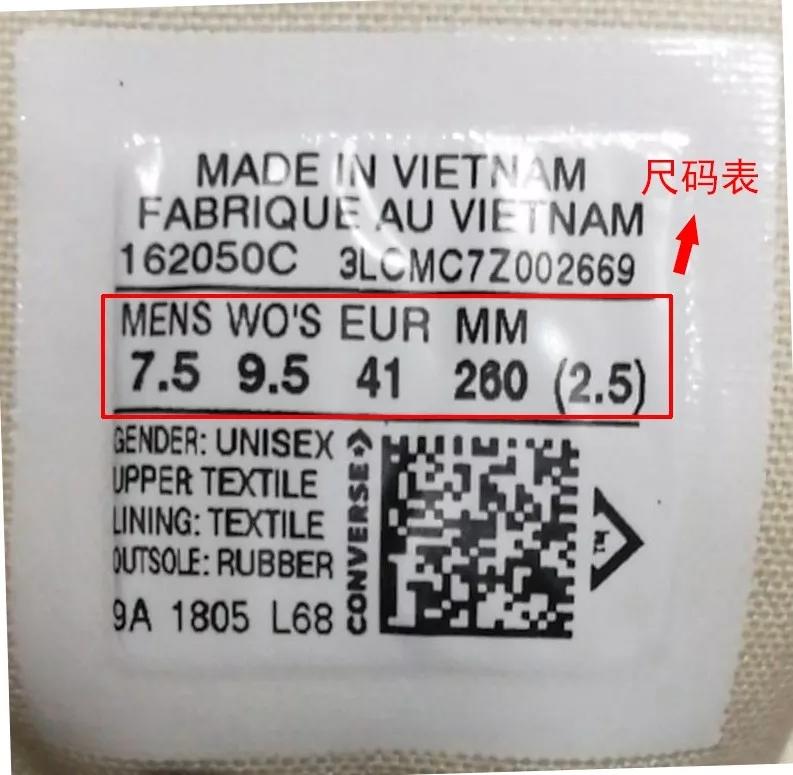 MADE IN VIETNAM
FABRIQUE AU VIETNAM
162050C 3LCMC7Z002669
尺码表
MENS WO'S EUR MM
7.5 9.5 41 260 (2.5)
GENDER: UNISEX
UPPER TEXTILE
LINING: TEXTILE
OUTSOLE: RUBBER
9A 1805 L68
CONVERSE